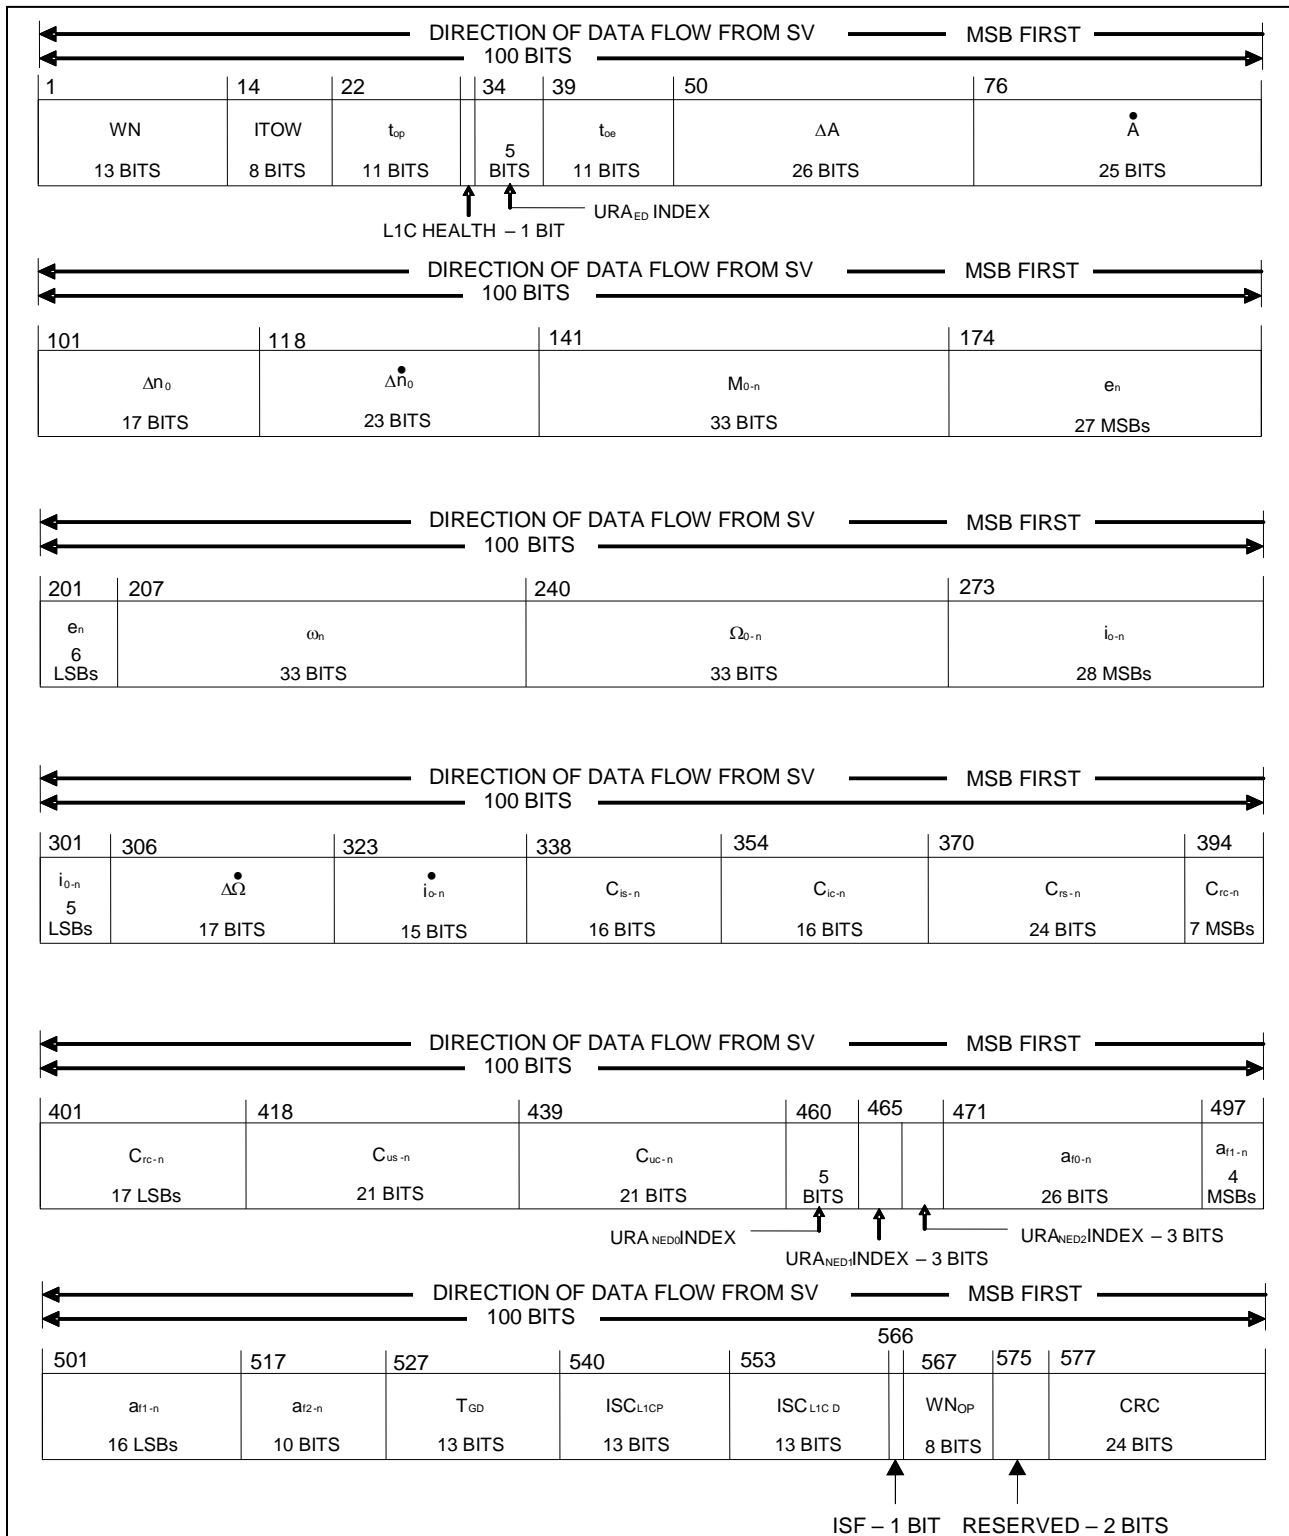 DIRECTION OF DATA FLOW FROM SV MSB FIRST
100 BITS
1 14 22 34 39 50 76
WN ITOW t_op t_oe ΔA Ȧ
13 BITS 8 BITS 11 BITS 5 BITS 11 BITS 26 BITS 25 BITS
URA_ED INDEX
L1C HEALTH – 1 BIT
DIRECTION OF DATA FLOW FROM SV MSB FIRST
100 BITS
101 118 141 174
Δn_0 Δṅ_0 M_0-n e_n
17 BITS 23 BITS 33 BITS 27 MSBs
DIRECTION OF DATA FLOW FROM SV MSB FIRST
100 BITS
201 207 240 273
e_n ω_n Ω_0-n i_o-n
6 LSBs 33 BITS 33 BITS 28 MSBs
DIRECTION OF DATA FLOW FROM SV MSB FIRST
100 BITS
301 306 323 338 354 370 394
i_0-n ΔΩ̇ i̇_o-n C_is-n C_ic-n C_rs-n C_rc-n
5 LSBs 17 BITS 15 BITS 16 BITS 16 BITS 24 BITS 7 MSBs
DIRECTION OF DATA FLOW FROM SV MSB FIRST
100 BITS
401 418 439 460 465 471 497
C_rc-n C_us-n C_uc-n a_f0-n a_f1-n
17 LSBs 21 BITS 21 BITS 5 BITS 26 BITS 4 MSBs
URA_NED0 INDEX URA_NED2 INDEX – 3 BITS
URA_NED1 INDEX – 3 BITS
DIRECTION OF DATA FLOW FROM SV MSB FIRST
100 BITS
566
501 517 527 540 553 567 575 577
a_f1-n a_f2-n T_GD ISC_L1CP ISC_L1CD WN_OP CRC
16 LSBs 10 BITS 13 BITS 13 BITS 13 BITS 8 BITS 24 BITS
ISF – 1 BIT RESERVED – 2 BITS